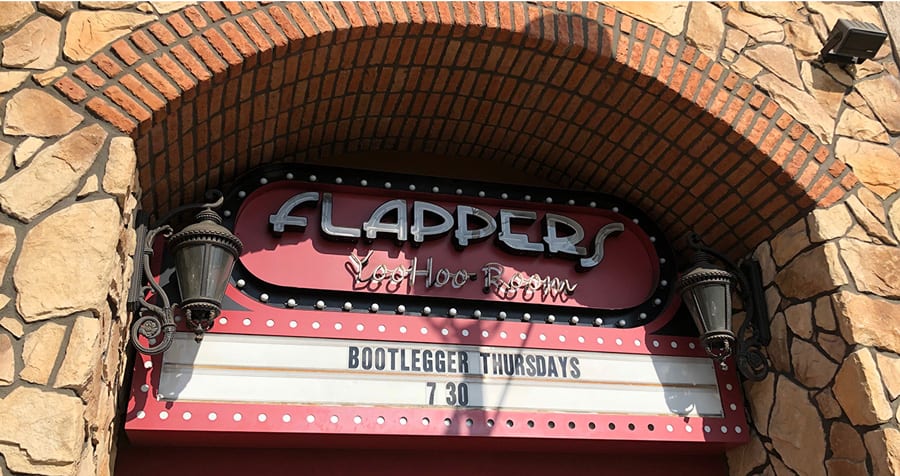 FLAPPERS
YooHoo Room
BOOTLEGGER THURSDAYS
7 30